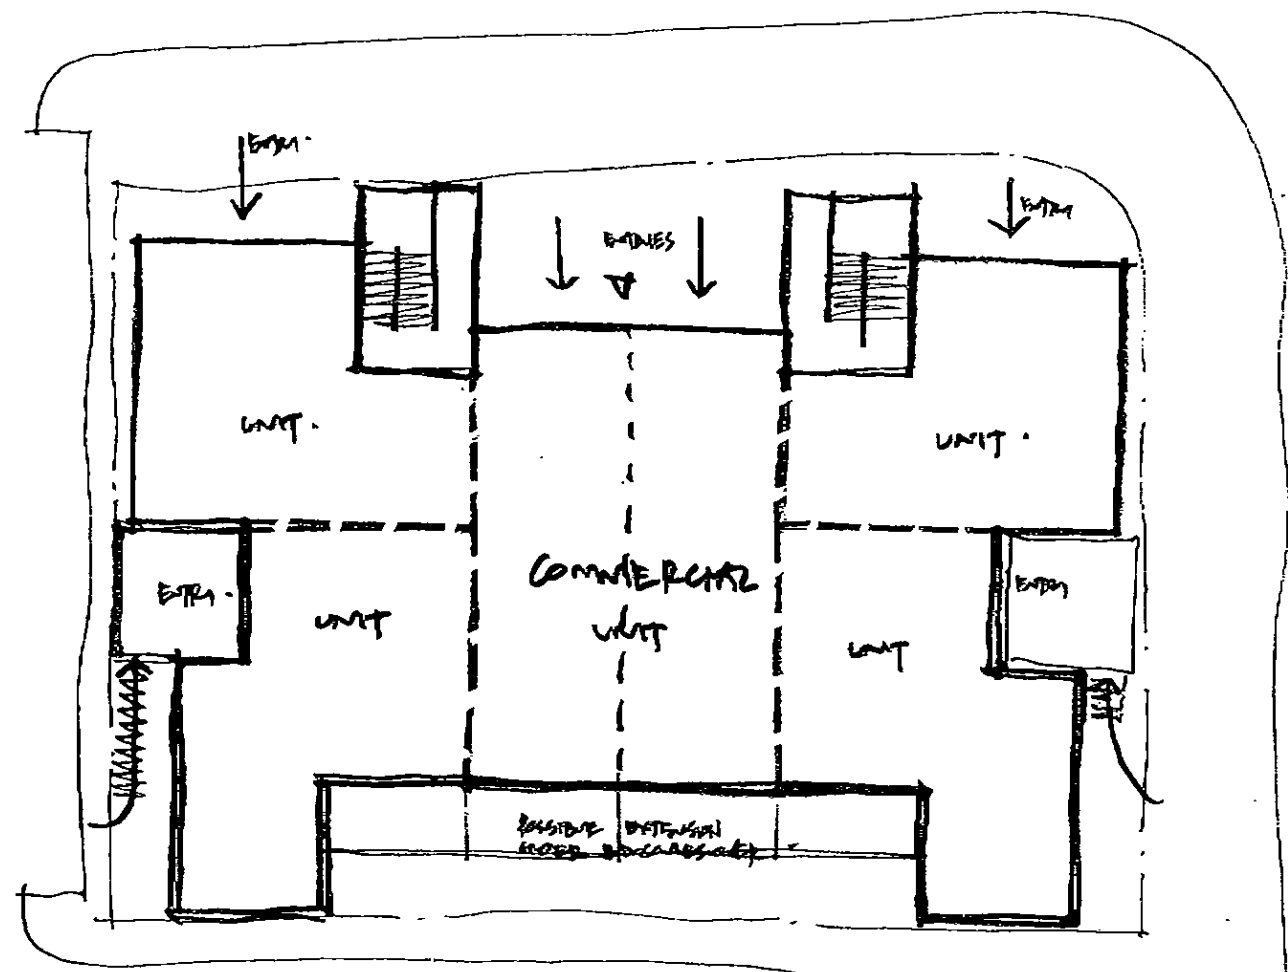 ENTRY.
ENTRY
ENTRIES
UNIT.
UNIT.
COMMERCIAL
UNIT
ENTRY.
ENTRY
UNIT
UNIT
POSSIBLE EXTENSION